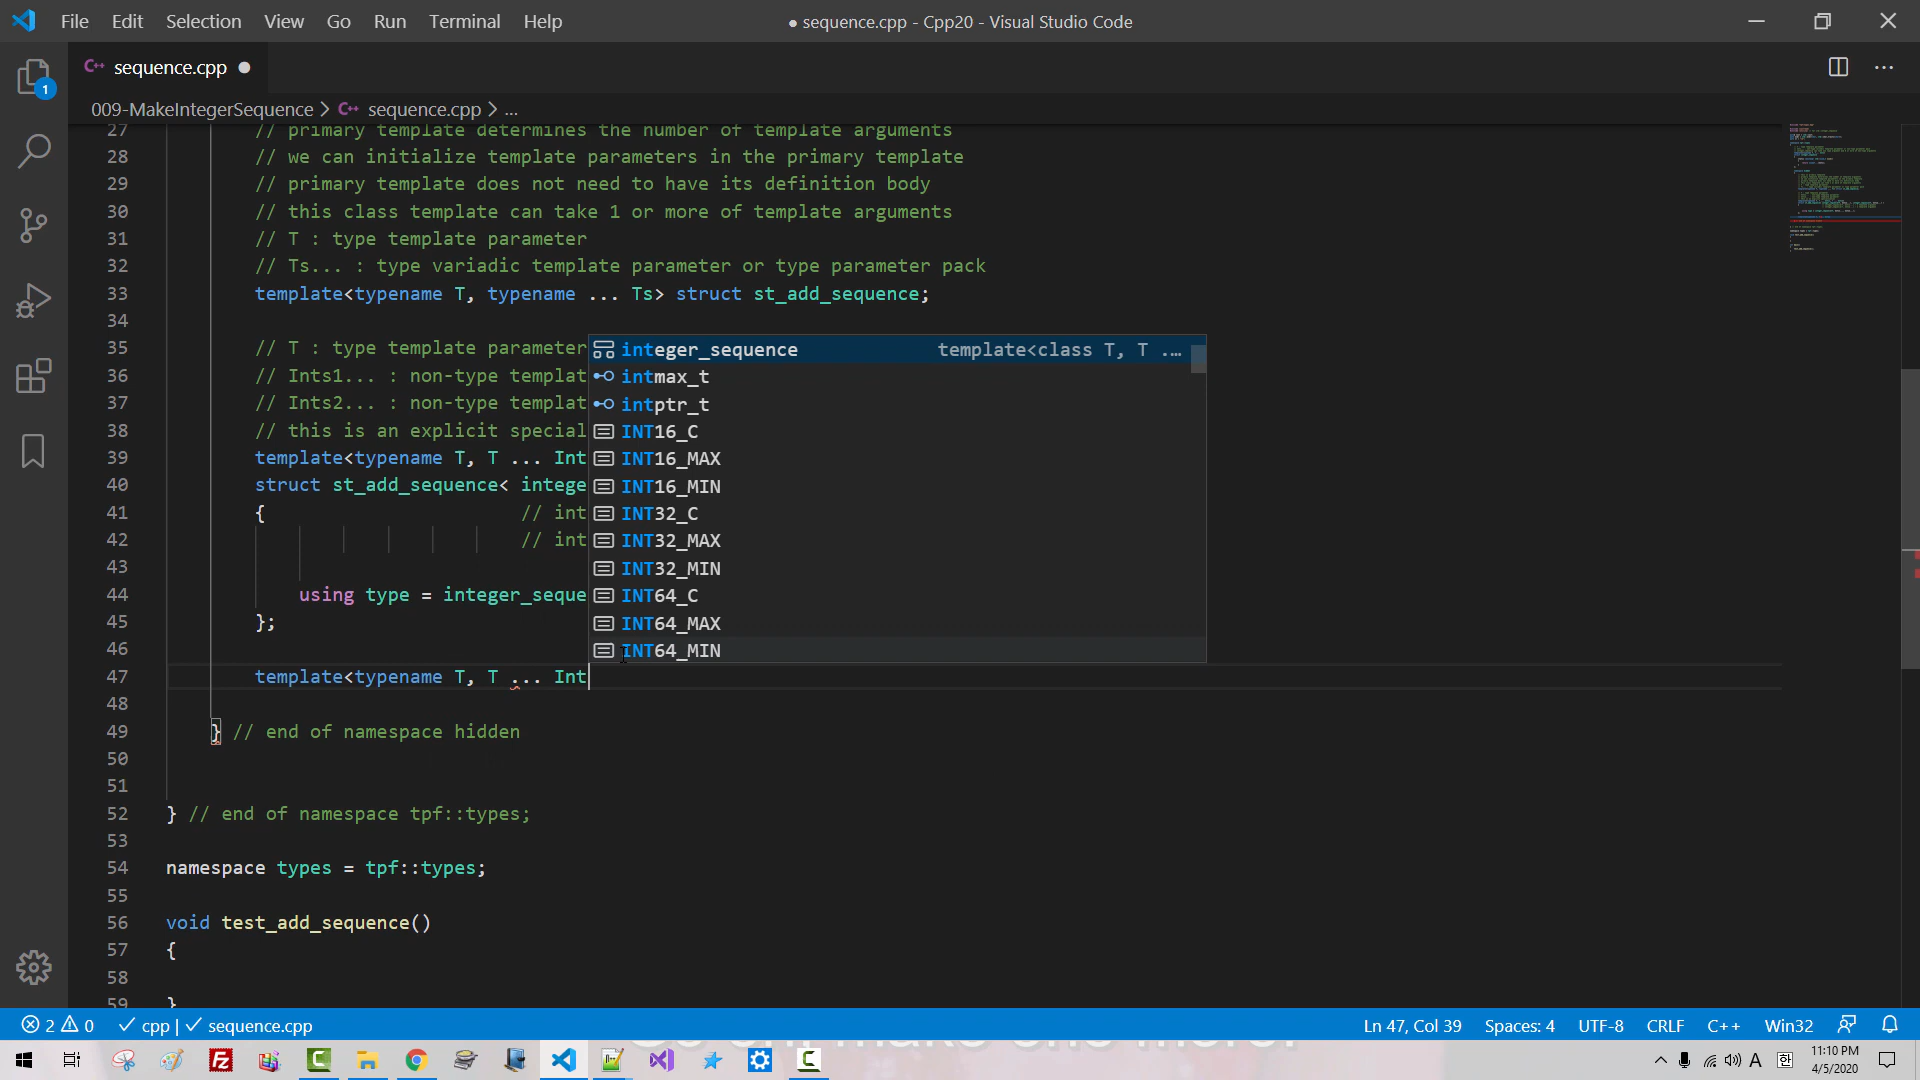 File Edit Selection View Go Run Terminal Help
● sequence.cpp - Cpp20 - Visual Studio Code
1
C++ sequence.cpp ●
009-MakeIntegerSequence > C++ sequence.cpp > ...
27 // primary template determines the number of template arguments
28 // we can initialize template parameters in the primary template
29 // primary template does not need to have its definition body
30 // this class template can take 1 or more of template arguments
31 // T : type template parameter
32 // Ts... : type variadic template parameter or type parameter pack
33 template<typename T, typename ... Ts> struct st_add_sequence;
34
35 // T : type template parameter
36 // Ints1... : non-type templat
37 // Ints2... : non-type templat
38 // this is an explicit special
39 template<typename T, T ... Int
40 struct st_add_sequence< intege
41 { // int
42 // int
43
44 using type = integer_seque
45 };
46
47 template<typename T, T ... Int
48
49 } // end of namespace hidden
50
51
52 } // end of namespace tpf::types;
53
54 namespace types = tpf::types;
55
56 void test_add_sequence()
57 {
58
59 }
integer_sequence template<class T, T ...…
intmax_t
intptr_t
INT16_C
INT16_MAX
INT16_MIN
INT32_C
INT32_MAX
INT32_MIN
INT64_C
INT64_MAX
INT64_MIN
2 0 cpp | sequence.cpp Ln 47, Col 39 Spaces: 4 UTF-8 CRLF C++ Win32
A 한 11:10 PM
4/5/2020